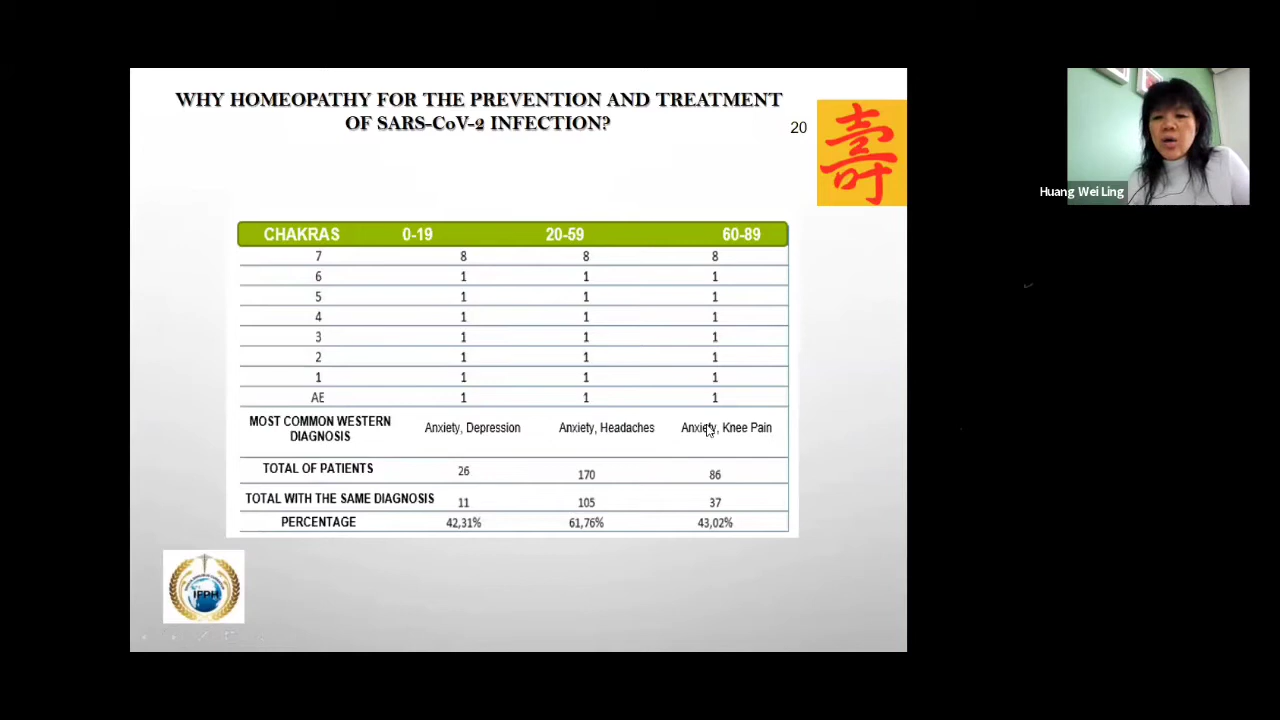 WHY HOMEOPATHY FOR THE PREVENTION AND TREATMENT
OF SARS-CoV-2 INFECTION?
20
壽
Huang Wei Ling
CHAKRAS 0-19 20-59 60-89
7 8 8 8
6 1 1 1
5 1 1 1
4 1 1 1
3 1 1 1
2 1 1 1
1 1 1 1
AE 1 1 1
MOST COMMON WESTERN
DIAGNOSIS
Anxiety, Depression Anxiety, Headaches Anxiety, Knee Pain
TOTAL OF PATIENTS 26 170 86
TOTAL WITH THE SAME DIAGNOSIS 11 105 37
PERCENTAGE 42,31% 61,76% 43,02%
IFPH